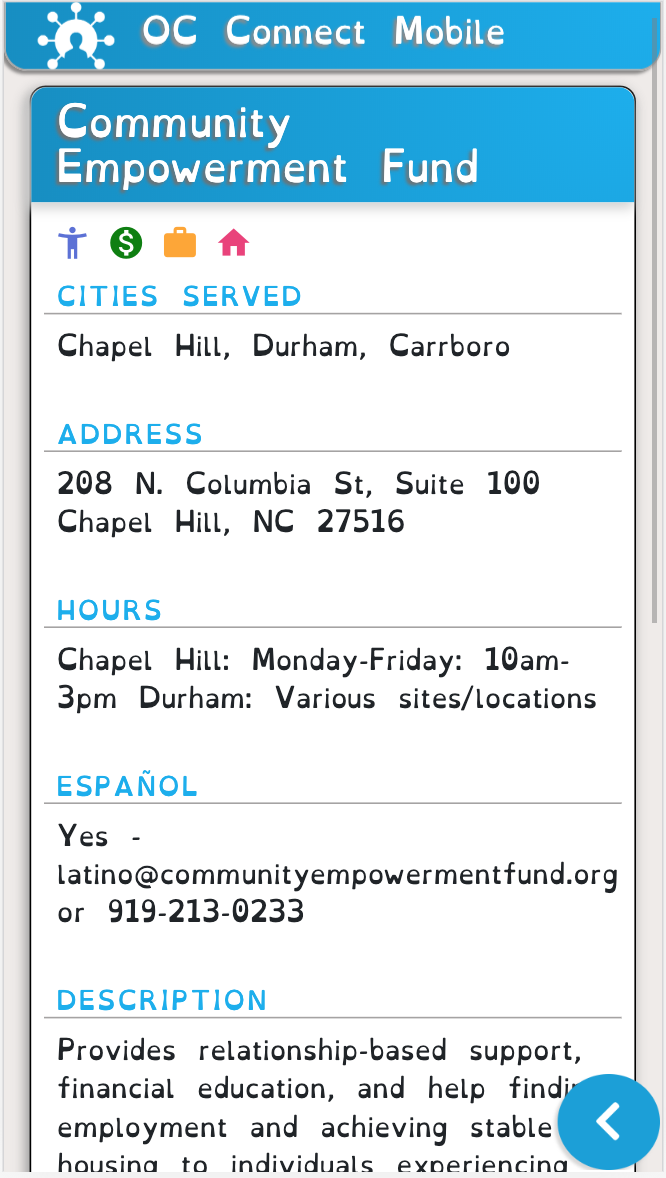 OC Connect Mobile
Community
Empowerment Fund
CITIES SERVED
Chapel Hill, Durham, Carrboro
ADDRESS
208 N. Columbia St, Suite 100
Chapel Hill, NC 27516
HOURS
Chapel Hill: Monday-Friday: 10am-
3pm Durham: Various sites/locations
ESPAÑOL
Yes -
latino@communityempowermentfund.org
or 919-213-0233
DESCRIPTION
Provides relationship-based support,
financial education, and help
employment and achieving stable
housing to individuals experiencing